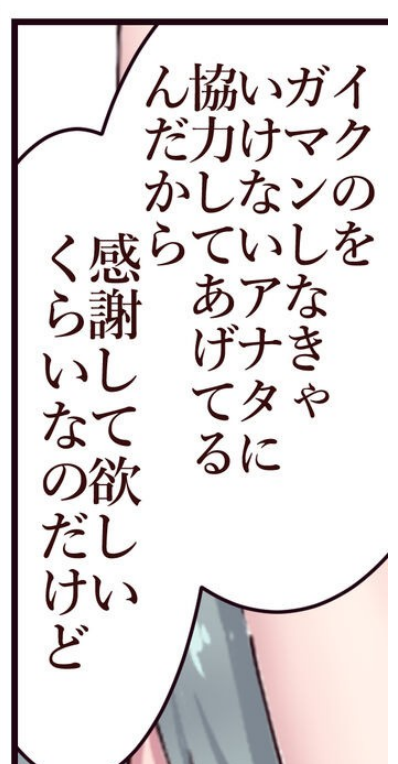 イクのを
ガマンしなきゃ
いけないアナタに
協力してあげてる
んだから
感謝して欲しい
くらいなのだけど